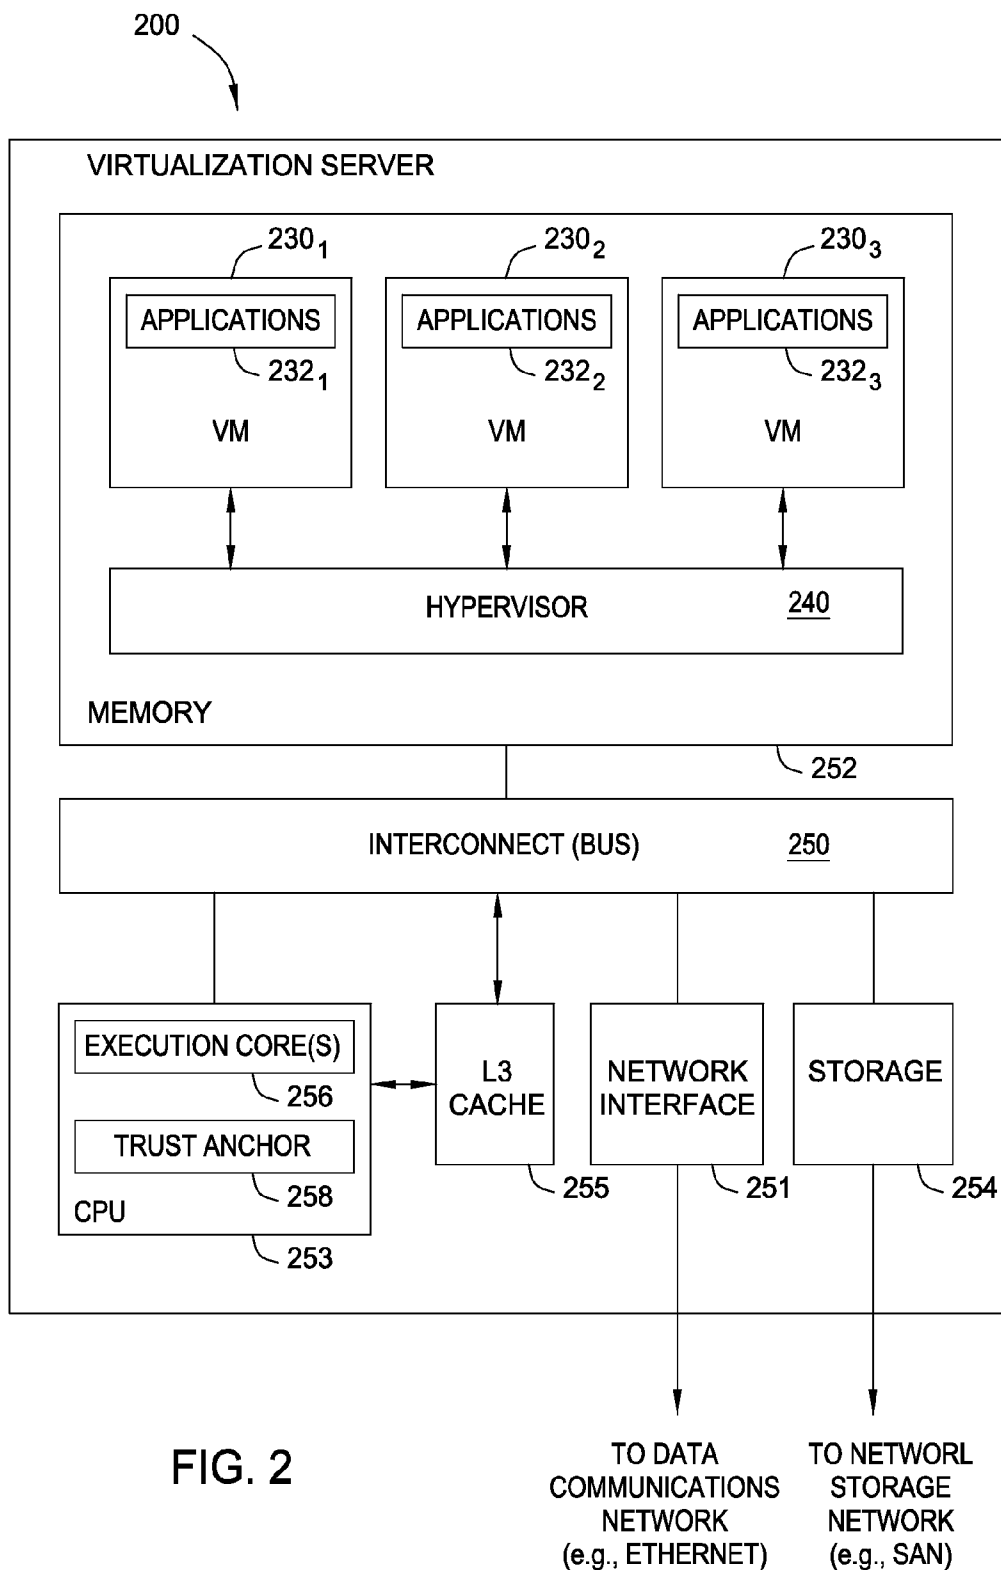 200
VIRTUALIZATION SERVER
230₁ 230₂ 230₃
APPLICATIONS APPLICATIONS APPLICATIONS
232₁ 232₂ 232₃
VM VM VM
HYPERVISOR 240
MEMORY
252
INTERCONNECT (BUS) 250
EXECUTION CORE(S)
256
TRUST ANCHOR
258
CPU
253
L3
CACHE
255
NETWORK
INTERFACE
251
STORAGE
254
FIG. 2
TO DATA
COMMUNICATIONS
NETWORK
(e.g., ETHERNET)
TO NETWORL
STORAGE
NETWORK
(e.g., SAN)